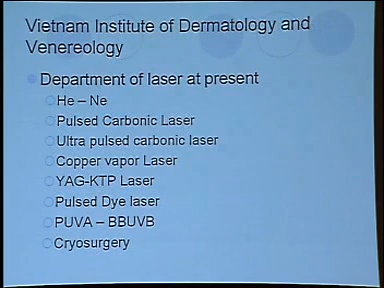 Vietnam Institute of Dermatology and
Venereology
Department of laser at present
He – Ne
Pulsed Carbonic Laser
Ultra pulsed carbonic laser
Copper vapor Laser
YAG-KTP Laser
Pulsed Dye laser
PUVA – BBUVB
Cryosurgery